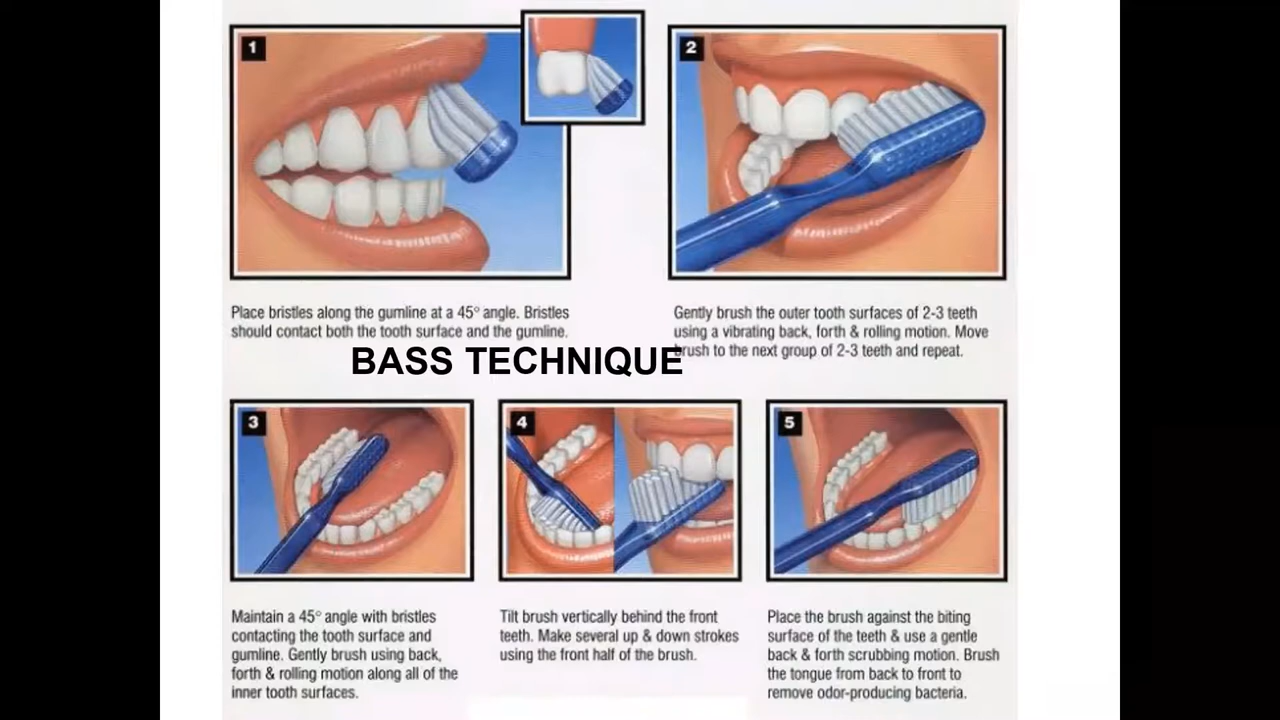 1
Place bristles along the gumline at a 45° angle. Bristles
should contact both the tooth surface and the gumline.
2
Gently brush the outer tooth surfaces of 2-3 teeth
using a vibrating back, forth & rolling motion. Move
brush to the next group of 2-3 teeth and repeat.
BASS TECHNIQUE
3
Maintain a 45° angle with bristles
contacting the tooth surface and
gumline. Gently brush using back,
forth & rolling motion along all of the
inner tooth surfaces.
4
Tilt brush vertically behind the front
teeth. Make several up & down strokes
using the front half of the brush.
5
Place the brush against the biting
surface of the teeth & use a gentle
back & forth scrubbing motion. Brush
the tongue from back to front to
remove odor-producing bacteria.